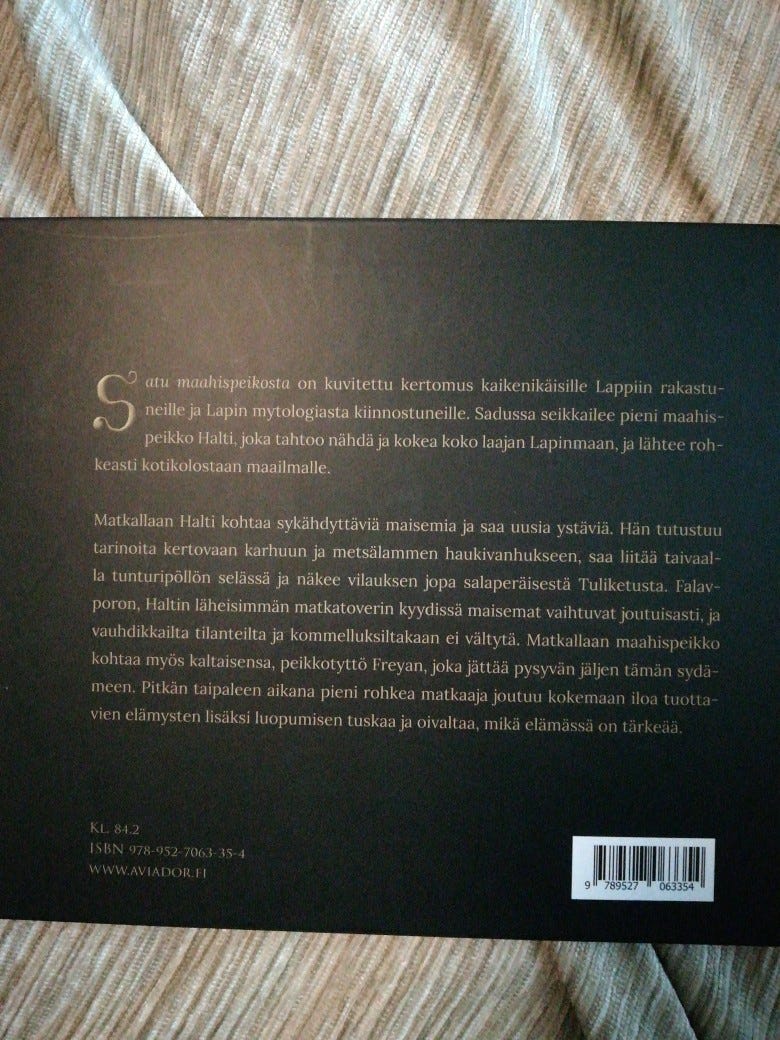 Satu maahispeikosta on kuvitettu kertomus kaikenikäisille Lappiin rakastu-
neille ja Lapin mytologiasta kiinnostuneille. Sadussa seikkailee pieni maahis-
peikko Halti, joka tahtoo nähdä ja kokea koko laajan Lapinmaan, ja lähtee roh-
keasti kotikolostaan maailmalle.
Matkallaan Halti kohtaa sykähdyttäviä maisemia ja saa uusia ystäviä. Hän tutustuu
tarinoita kertovaan karhuun ja metsälammen haukivanhukseen, saa liitää taivaal-
la tunturipöllön selässä ja näkee vilauksen jopa salaperäisestä Tuliketusta. Falav-
poron, Haltin läheisimmän matkatoverin kyydissä maisemat vaihtuvat joutuisasti, ja
vauhdikkailta tilanteilta ja kommelluksiltakaan ei vältytä. Matkallaan maahispeikko
kohtaa myös kaltaisensa, peikkotyttö Freyan, joka jättää pysyvän jäljen tämän sydä-
meen. Pitkän taipaleen aikana pieni rohkea matkaaja joutuu kokemaan iloa tuotta-
vien elämysten lisäksi luopumisen tuskaa ja oivaltaa, mikä elämässä on tärkeää.
KL. 84.2
ISBN 978-952-7063-35-4
WWW.AVIADOR.FI
9 789527 063354